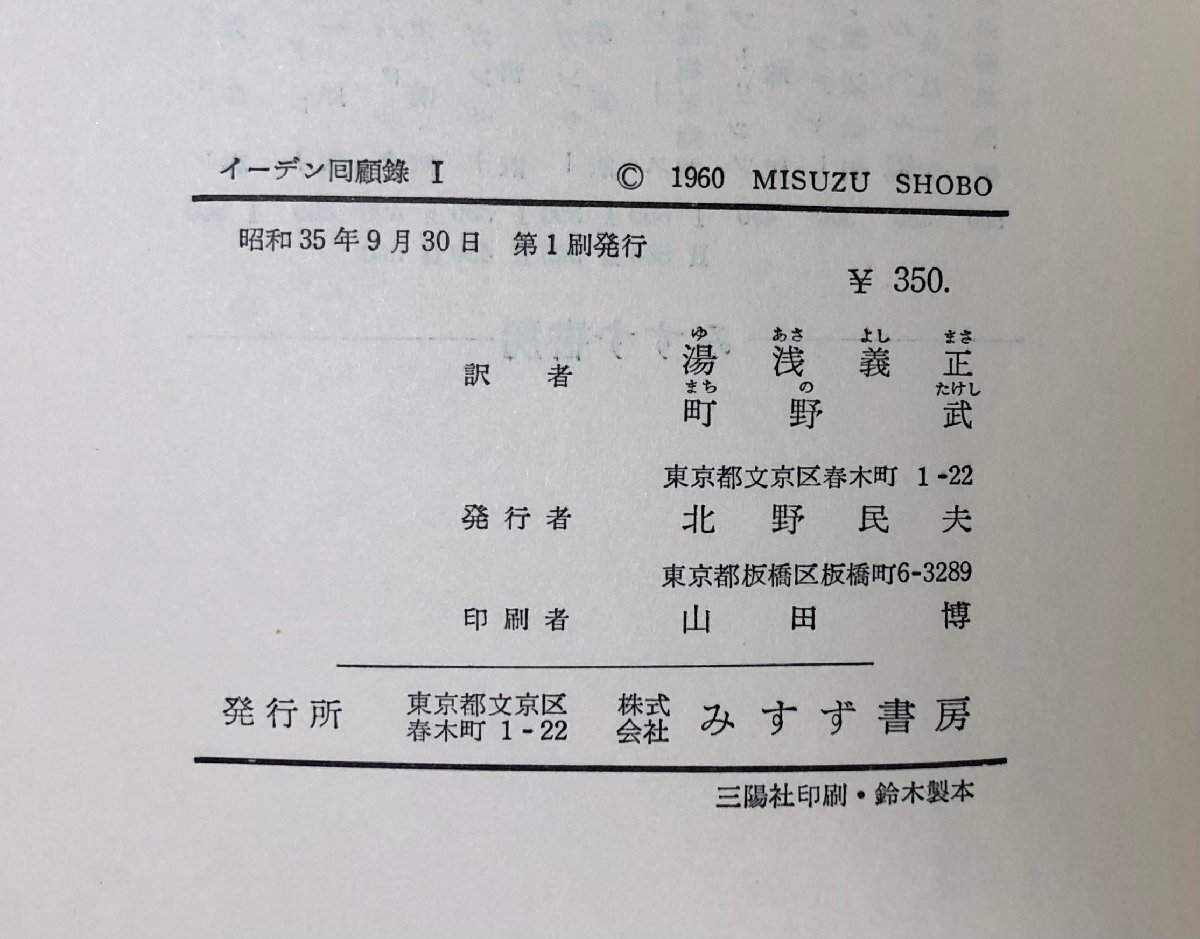 イーデン回顧錄 I © 1960 MISUZU SHOBO
昭和35年9月30日 第1刷発行
¥ 350.
ゆ あさ よし まさ
訳者 湯浅義正
まち の たけし
町野武
東京都文京区春木町 1-22
発行者 北野民夫
東京都板橋区板橋町6-3289
印刷者 山田博
発行所 東京都文京区 株式 みすず書房
春木町 1-22 会社
三陽社印刷・鈴木製本